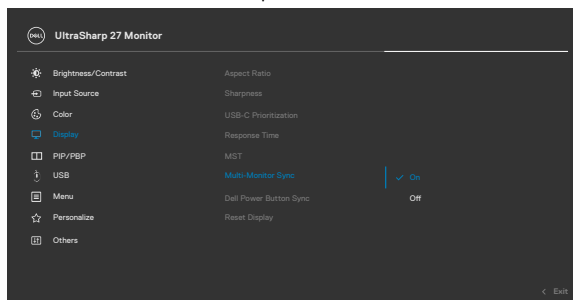 DELL UltraSharp 27 Monitor
Brightness/Contrast Aspect Ratio
Input Source Sharpness
Color USB-C Prioritization
Display Response Time
PIP/PBP MST
USB Multi-Monitor Sync On
Menu Dell Power Button Sync Off
Personalize Reset Display
Others
Exit